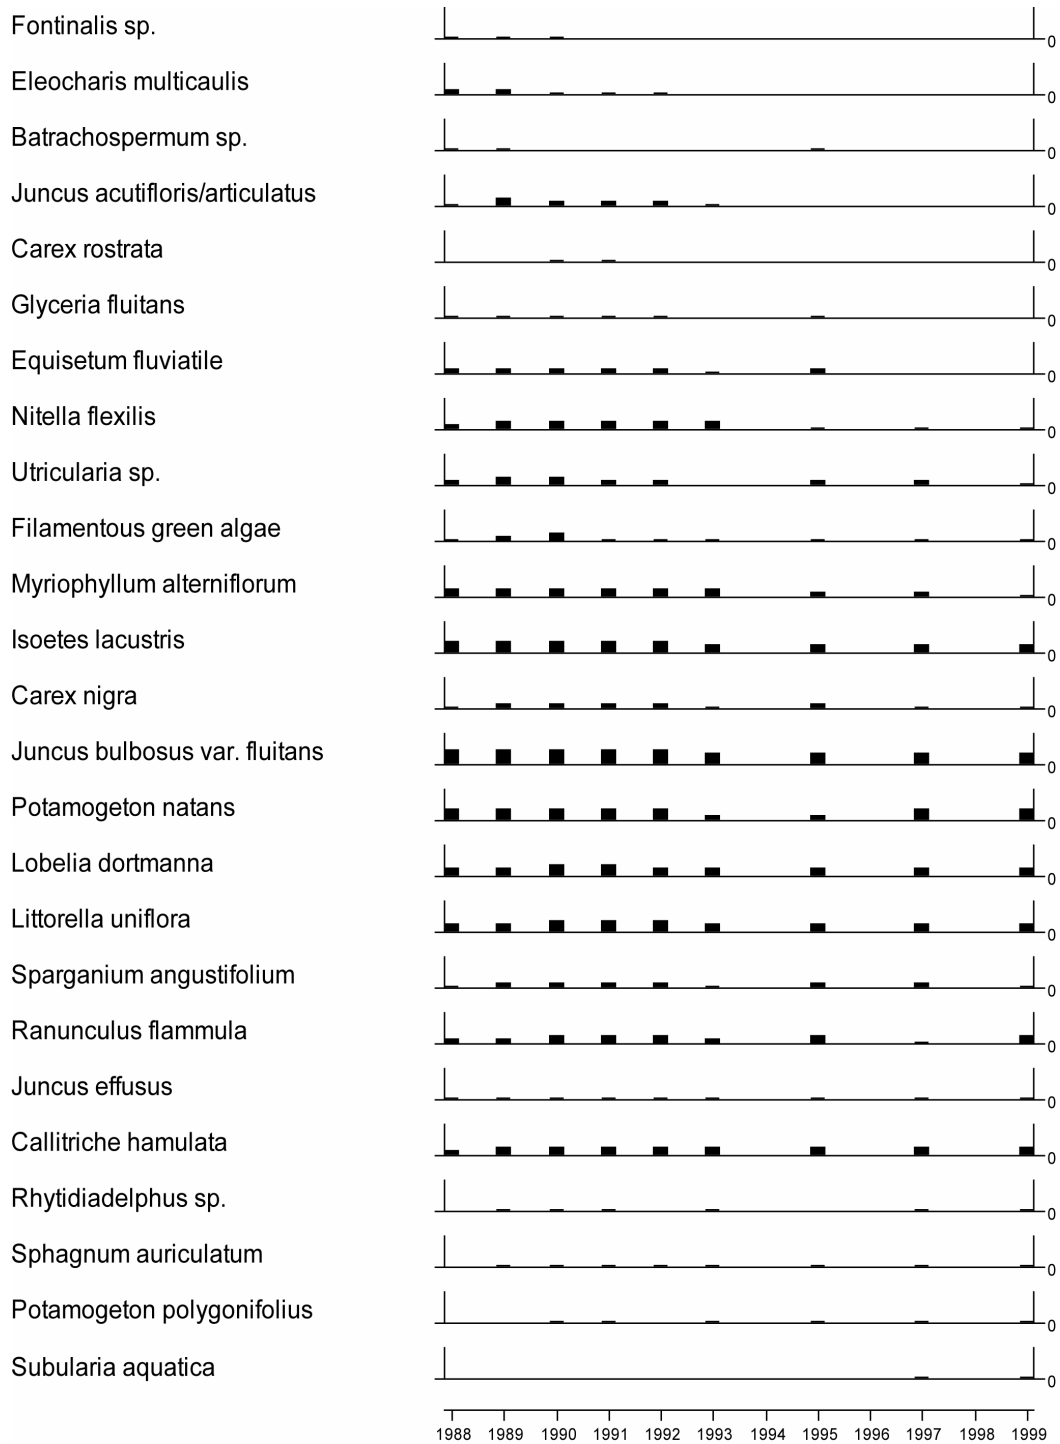 Fontinalis sp.
0
Eleocharis multicaulis
0
Batrachospermum sp.
0
Juncus acutifloris/articulatus
0
Carex rostrata
0
Glyceria fluitans
0
Equisetum fluviatile
0
Nitella flexilis
0
Utricularia sp.
0
Filamentous green algae
0
Myriophyllum alterniflorum
0
Isoetes lacustris
0
Carex nigra
0
Juncus bulbosus var. fluitans
0
Potamogeton natans
0
Lobelia dortmanna
0
Littorella uniflora
0
Sparganium angustifolium
0
Ranunculus flammula
0
Juncus effusus
0
Callitriche hamulata
0
Rhytidiadelphus sp.
0
Sphagnum auriculatum
0
Potamogeton polygonifolius
0
Subularia aquatica
0
1988 1989 1990 1991 1992 1993 1994 1995 1996 1997 1998 1999